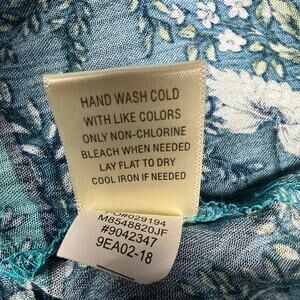 HAND WASH COLD
WITH LIKE COLORS
ONLY NON-CHLORINE
BLEACH WHEN NEEDED
LAY FLAT TO DRY
COOL IRON IF NEEDED
O#029194
M8548820JF
#9042347
9EA02-18